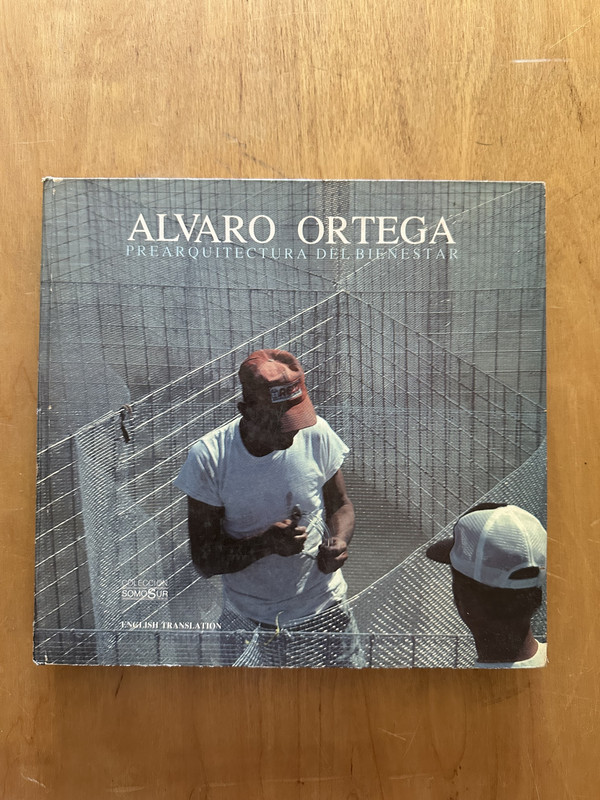 ALVARO ORTEGA
PREARQUITECTURA DEL BIENESTAR
COLECCION
SOMOSUR
ENGLISH TRANSLATION